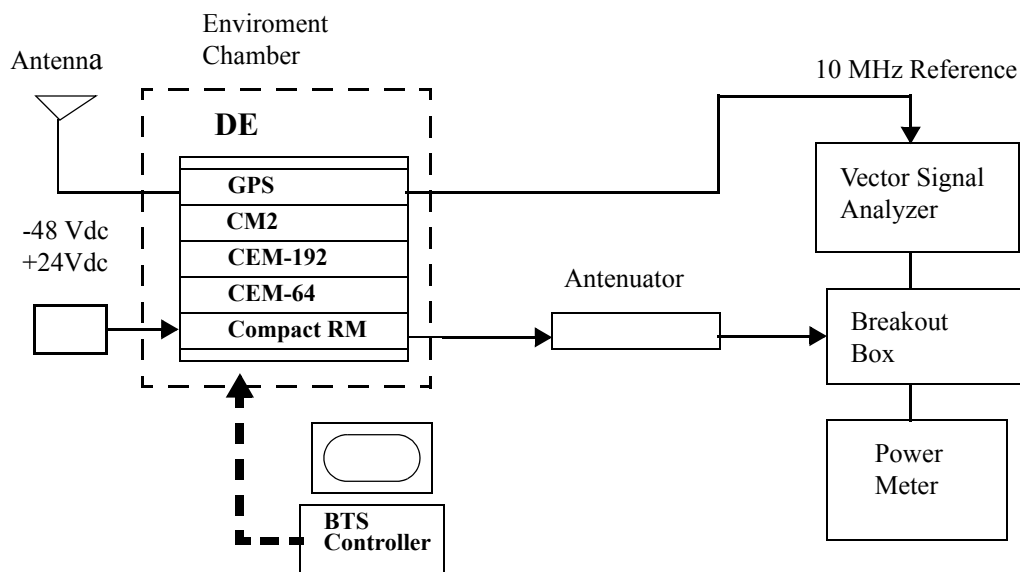 Enviroment
Chamber
Antenna
10 MHz Reference
DE
GPS
CM2
CEM-192
CEM-64
Compact RM
-48 Vdc
+24Vdc
Antenuator
Vector Signal
Analyzer
Breakout
Box
Power
Meter
BTS
Controller